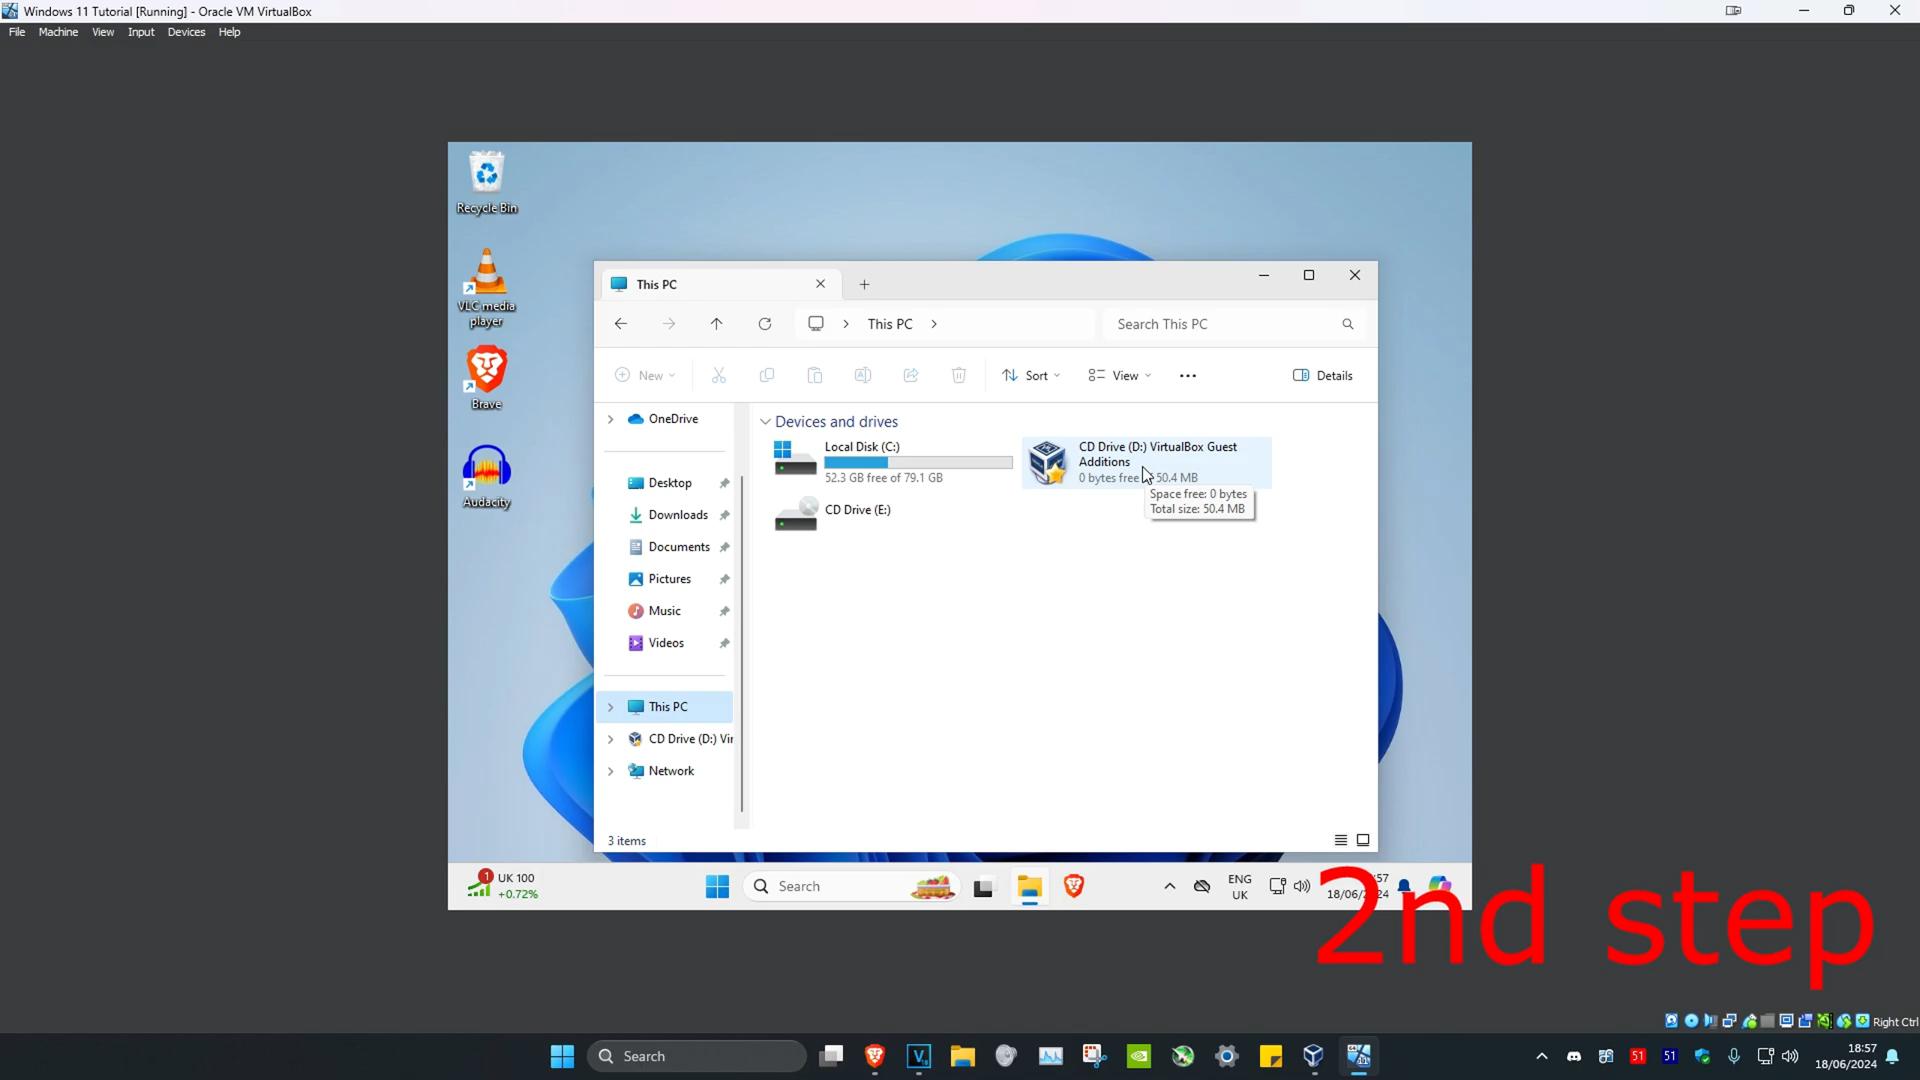 Windows 11 Tutorial [Running] - Oracle VM VirtualBox
File Machine View Input Devices Help
Recycle Bin
VLC media
player
Brave
Audacity
This PC
This PC
Search This PC
New
Sort
View
Details
OneDrive
Desktop
Downloads
Documents
Pictures
Music
Videos
This PC
CD Drive (D:) Vir
Network
Devices and drives
Local Disk (C:)
52.3 GB free of 79.1 GB
CD Drive (D:) VirtualBox Guest
Additions
0 bytes free 50.4 MB
Space free: 0 bytes
Total size: 50.4 MB
CD Drive (E:)
3 items
1
UK 100
+0.72%
Search
ENG
UK
57
18/06/2024
2nd step
Right Ctrl
Search
51
51
18:57
18/06/2024